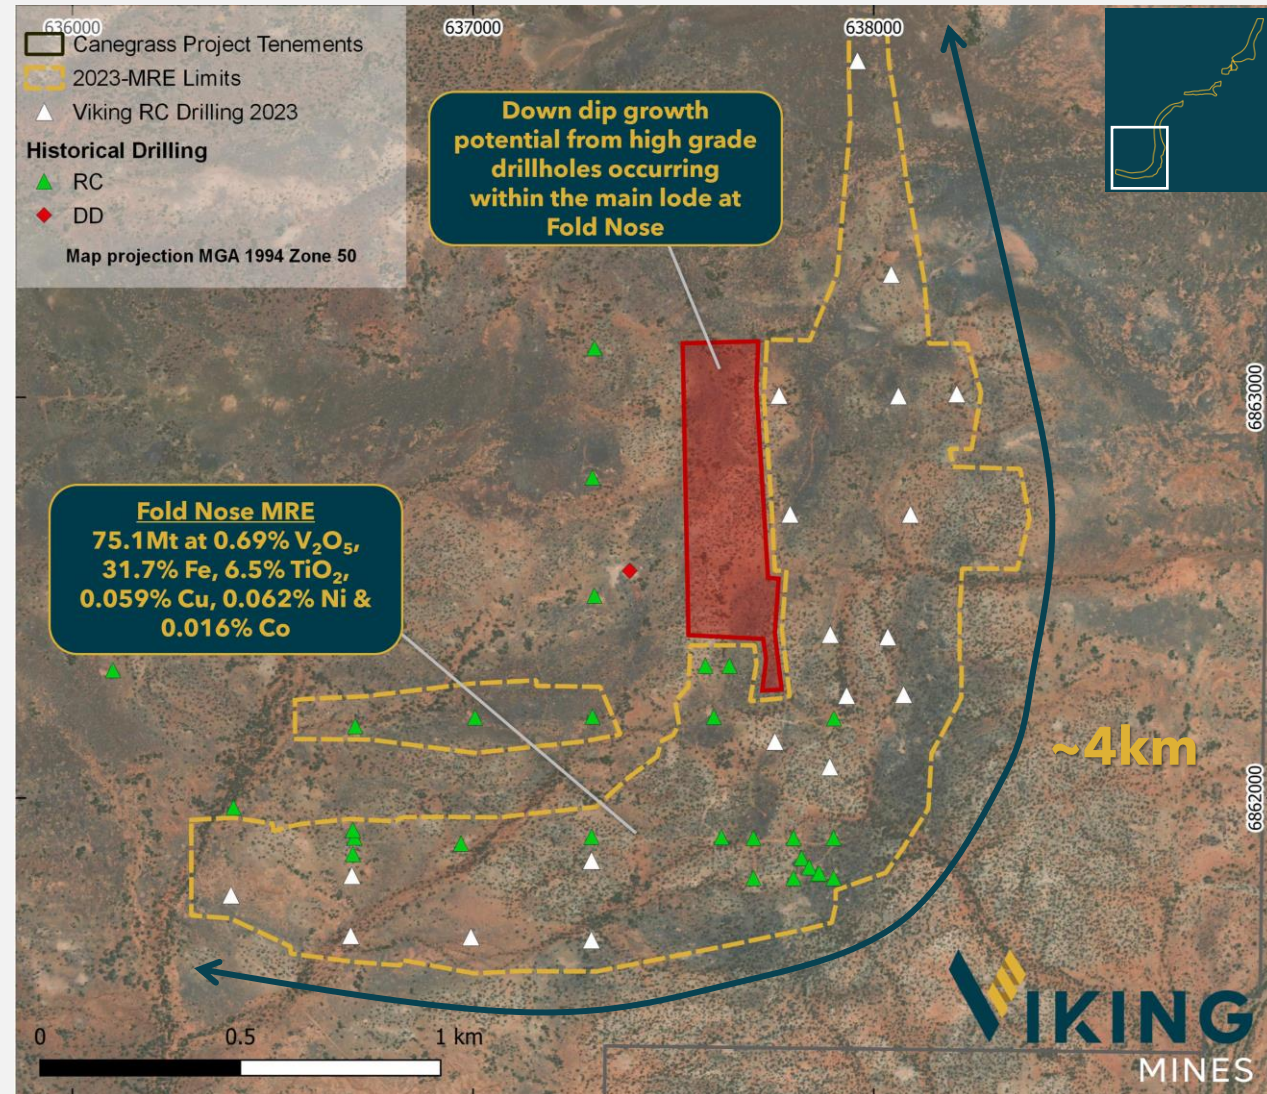 636000
637000
638000
Canegrass Project Tenements
2023-MRE Limits
Viking RC Drilling 2023
Historical Drilling
RC
DD
Map projection MGA 1994 Zone 50
Down dip growth
potential from high grade
drillholes occurring
within the main lode at
Fold Nose
6863000
Fold Nose MRE
75.1Mt at 0.69% V₂O₅,
31.7% Fe, 6.5% TiO₂,
0.059% Cu, 0.062% Ni &
0.016% Co
~4km
6862000
0
0.5
1 km
VIKING
MINES